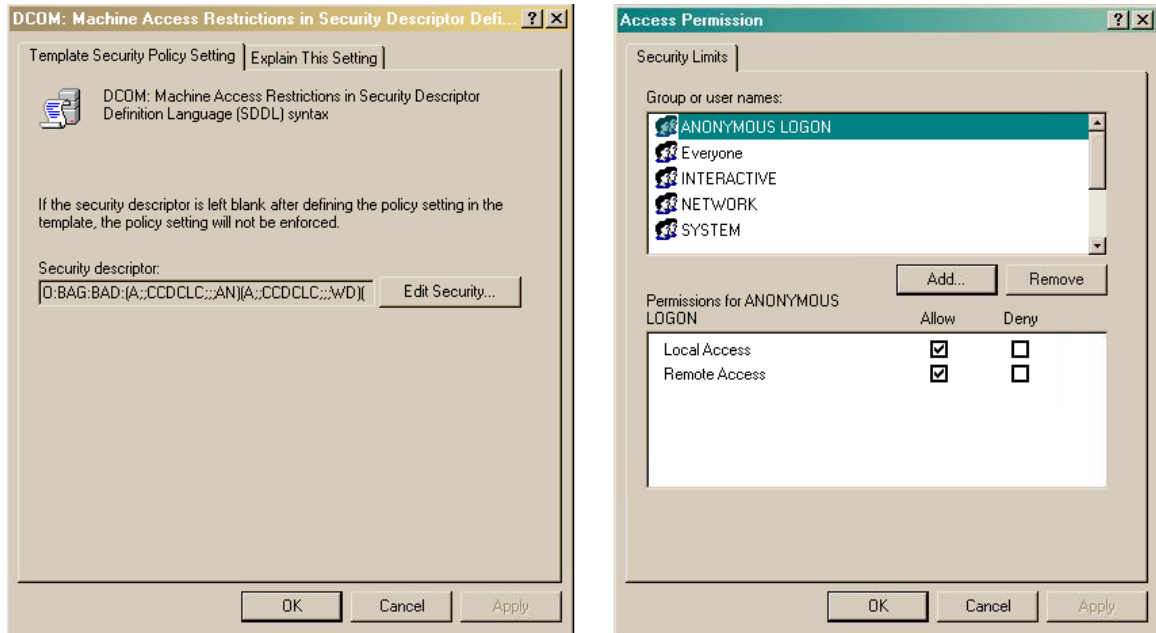 DCOM: Machine Access Restrictions in Security Descriptor Defi...
Template Security Policy Setting
Explain This Setting
DCOM: Machine Access Restrictions in Security Descriptor
Definition Language (SDDL) syntax
If the security descriptor is left blank after defining the policy setting in the
template, the policy setting will not be enforced.
Security descriptor:
O:BAG:BAD:(A;;CCDCLC;;;AN)(A;;CCDCLC;;;WD)(
Edit Security...
OK
Cancel
Apply
Access Permission
Security Limits
Group or user names:
ANONYMOUS LOGON
Everyone
INTERACTIVE
NETWORK
SYSTEM
Add...
Remove
Permissions for ANONYMOUS
LOGON
Allow
Deny
Local Access
Remote Access
OK
Cancel
Apply